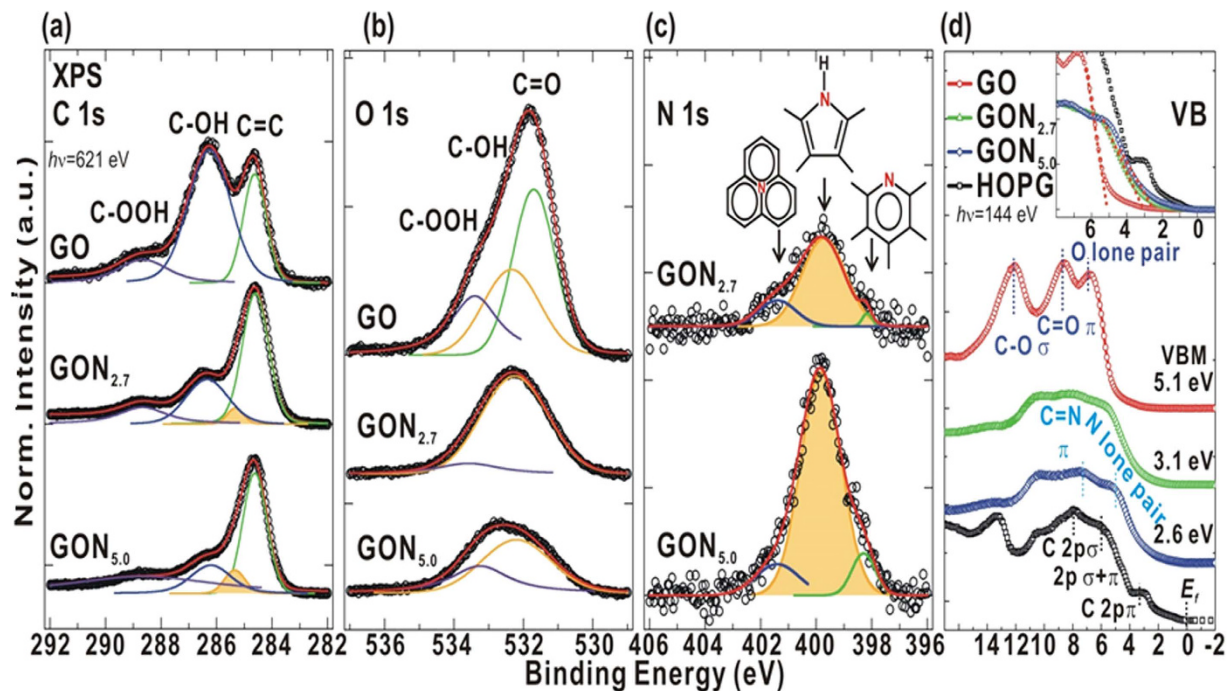 (a)
XPS
C 1s
hν=621 eV
C-OH
C=C
C-OOH
GO
GON2.7
GON5.0
292 290 288 286 284 282
Norm. Intensity (a.u.)
(b)
O 1s
C=O
C-OH
C-OOH
GO
GON2.7
GON5.0
536 534 532 530
(c)
N 1s
H
N
N
N
GON2.7
GON5.0
406 404 402 400 398 396
(d)
GO
GON2.7
GON5.0
HOPG
hν=144 eV
VB
6 4 2 0
O lone pair
C=O π
C-O σ
VBM
5.1 eV
C=N π
N lone pair
3.1 eV
2.6 eV
C 2pσ
2p σ+π
C 2pπ
Ef
16 14 12 10 8 6 4 2 0 -2
Binding Energy (eV)